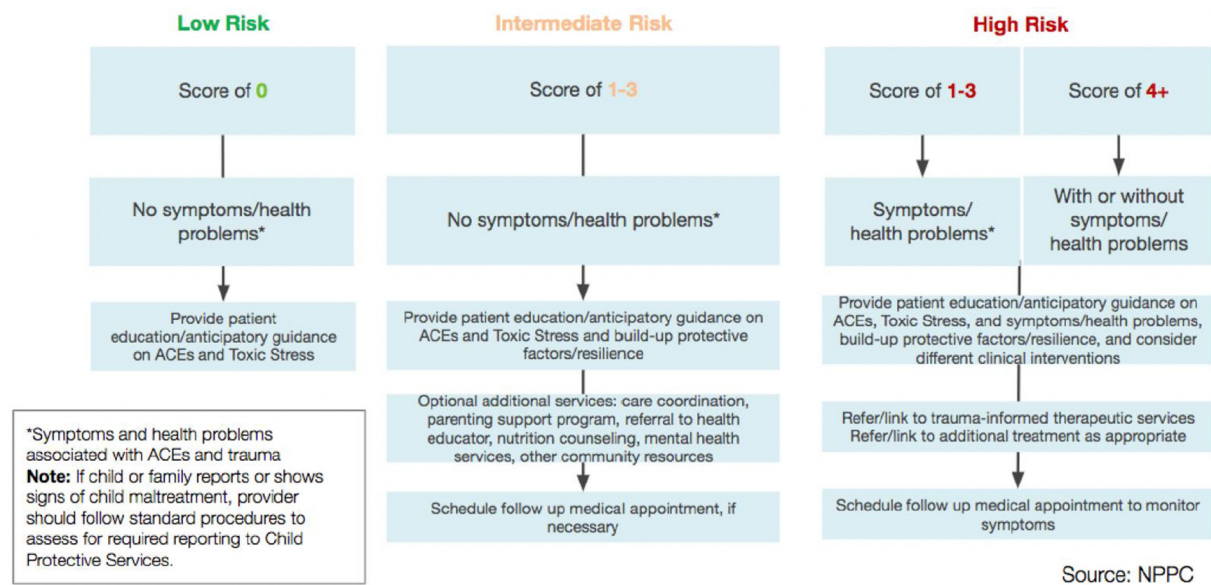 Low Risk
Score of 0
No symptoms/health
problems*
Provide patient
education/anticipatory guidance
on ACEs and Toxic Stress
*Symptoms and health problems
associated with ACEs and trauma
Note: If child or family reports or shows
signs of child maltreatment, provider
should follow standard procedures to
assess for required reporting to Child
Protective Services.
Intermediate Risk
Score of 1-3
No symptoms/health problems*
Provide patient education/anticipatory guidance on
ACEs and Toxic Stress and build-up protective
factors/resilience
Optional additional services: care coordination,
parenting support program, referral to health
educator, nutrition counseling, mental health
services, other community resources
Schedule follow up medical appointment, if
necessary
High Risk
Score of 1-3
Symptoms/
health problems*
Score of 4+
With or without
symptoms/
health problems
Provide patient education/anticipatory guidance on
ACEs, Toxic Stress, and symptoms/health problems,
build-up protective factors/resilience, and consider
different clinical interventions
Refer/link to trauma-informed therapeutic services
Refer/link to additional treatment as appropriate
Schedule follow up medical appointment to monitor
symptoms
Source: NPPC